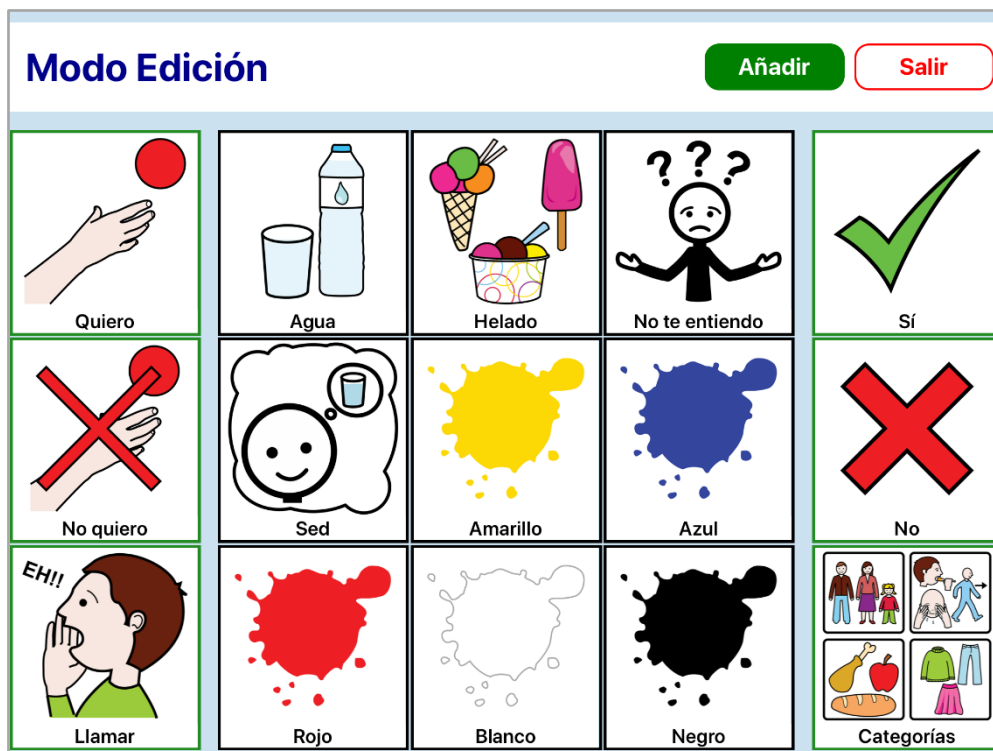 Modo Edición
Añadir
Salir
Quiero
Agua
Helado
? ? ?
No te entiendo
Sí
No quiero
Sed
Amarillo
Azul
No
EH!!
Llamar
Rojo
Blanco
Negro
Categorías